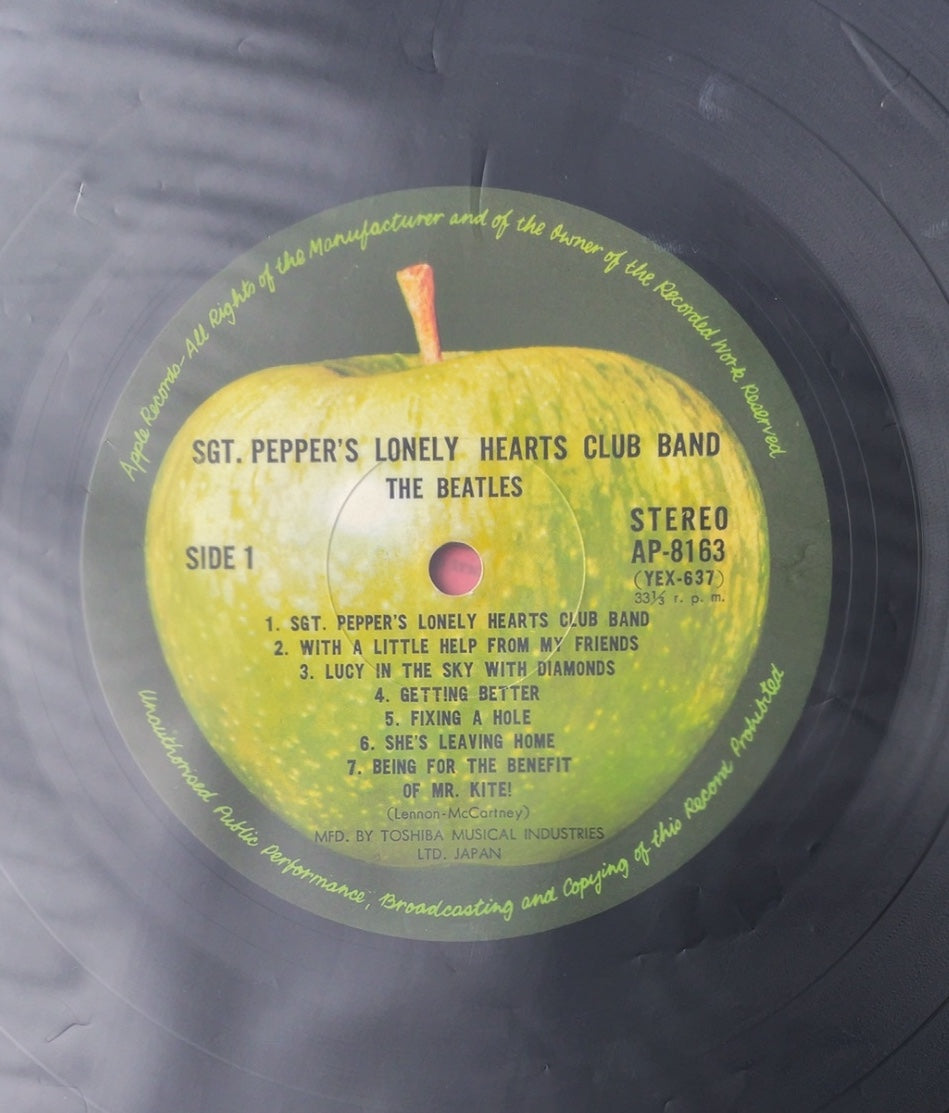 Apple Records-All Rights of the Manufacturer and of the Owner of the Recorded Work Reserved
SGT. PEPPER'S LONELY HEARTS CLUB BAND
THE BEATLES
STEREO
SIDE 1
AP-8163
(YEX-637)
33⅓ r. p. m.
1. SGT. PEPPER'S LONELY HEARTS CLUB BAND
2. WITH A LITTLE HELP FROM MY FRIENDS
3. LUCY IN THE SKY WITH DIAMONDS
4. GETTING BETTER
5. FIXING A HOLE
6. SHE'S LEAVING HOME
7. BEING FOR THE BENEFIT
OF MR. KITE!
(Lennon-McCartney)
MFD. BY TOSHIBA MUSICAL INDUSTRIES
LTD. JAPAN
Unauthorised Public Performance, Broadcasting and Copying of this Record Prohibited